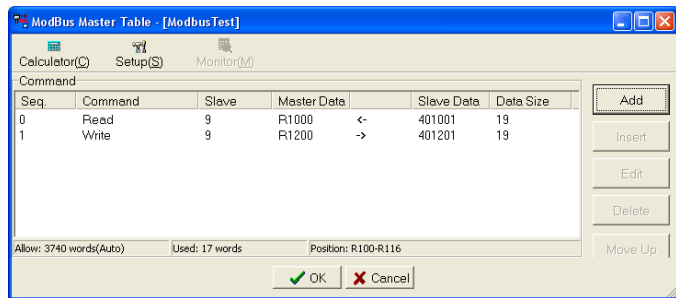 ModBus Master Table - [ModbusTest]
Calculator(C) Setup(S) Monitor(M)
Command
Seq. Command Slave Master Data Slave Data Data Size
0 Read 9 R1000 <- 401001 19
1 Write 9 R1200 -> 401201 19
Add
Insert
Edit
Delete
Move Up
Allow: 3740 words(Auto) Used: 17 words Position: R100-R116
OK Cancel